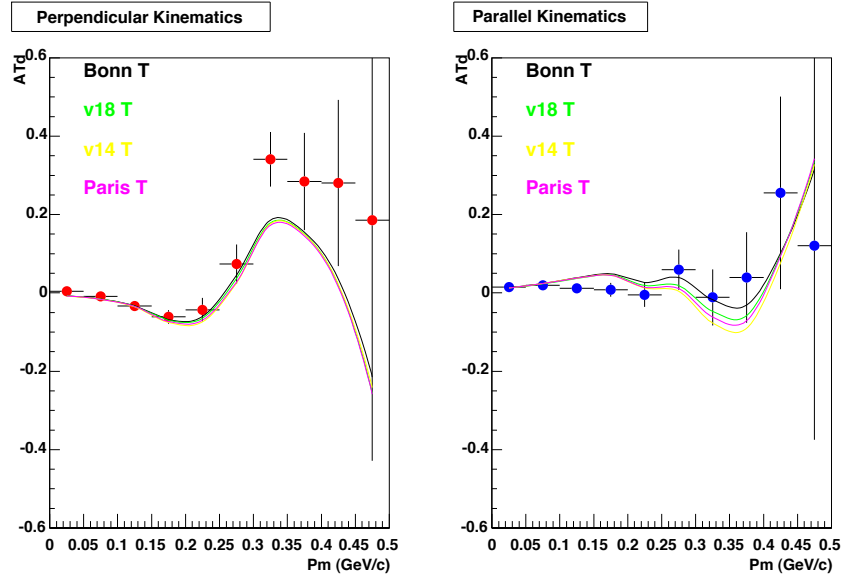 Perpendicular Kinematics
ATd
0.6
Bonn T
v18 T
v14 T
Paris T
0.4
0.2
0
-0.2
-0.4
-0.6
0 0.05 0.1 0.15 0.2 0.25 0.3 0.35 0.4 0.45 0.5
Pm (GeV/c)
Parallel Kinematics
ATd
0.6
Bonn T
v18 T
v14 T
Paris T
0.4
0.2
0
-0.2
-0.4
-0.6
0 0.05 0.1 0.15 0.2 0.25 0.3 0.35 0.4 0.45 0.5
Pm (GeV/c)